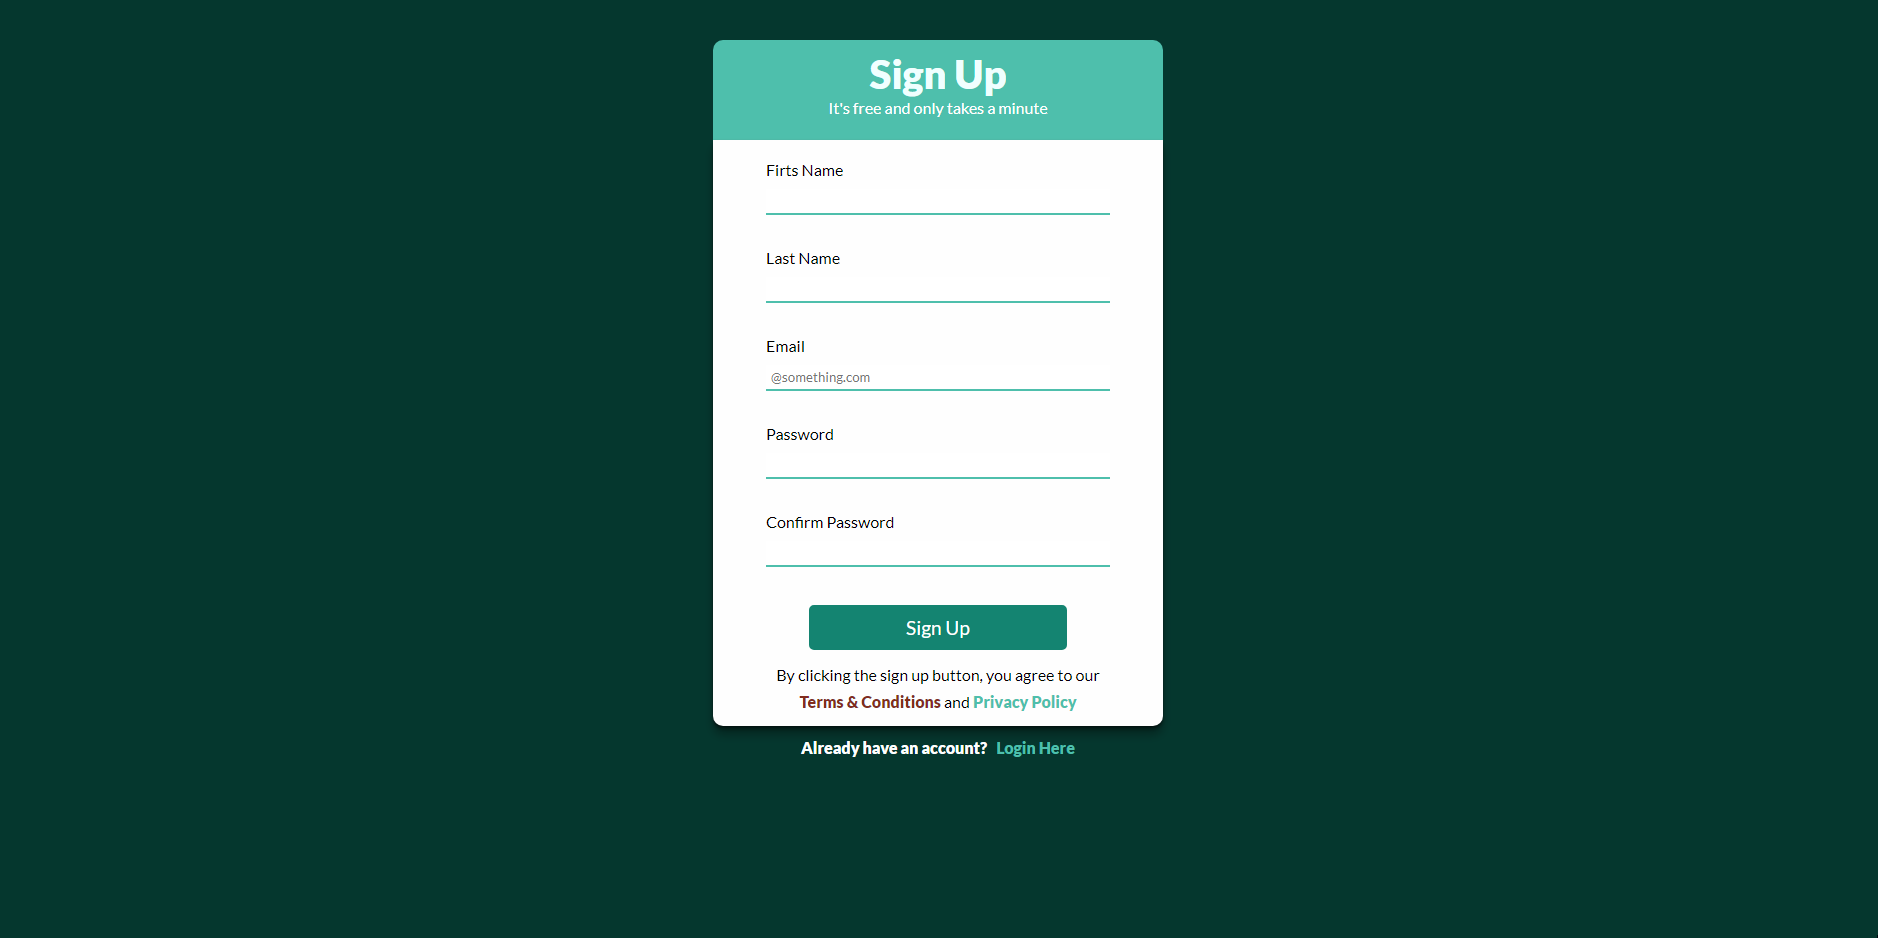 Sign Up
It's free and only takes a minute
Firts Name
Last Name
Email
@something.com
Password
Confirm Password
Sign Up
By clicking the sign up button, you agree to our
Terms & Conditions and Privacy Policy
Already have an account? Login Here